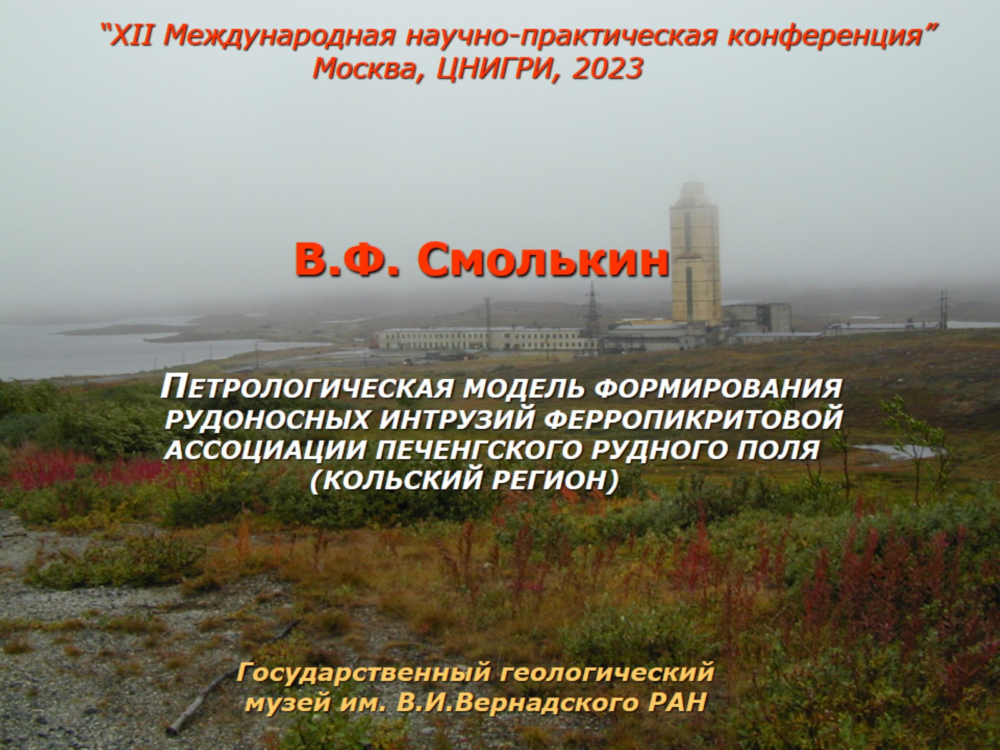 “XII Международная научно-практическая конференция”
Москва, ЦНИГРИ, 2023
В.Ф. Смолькин
ПЕТРОЛОГИЧЕСКАЯ МОДЕЛЬ ФОРМИРОВАНИЯ
РУДОНОСНЫХ ИНТРУЗИЙ ФЕРРОПИКРИТОВОЙ
АССОЦИАЦИИ ПЕЧЕНГСКОГО РУДНОГО ПОЛЯ
(КОЛЬСКИЙ РЕГИОН)
Государственный геологический
музей им. В.И.Вернадского РАН